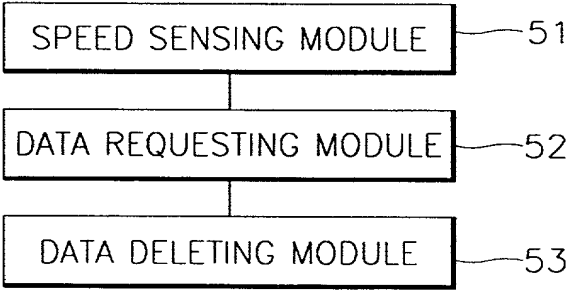 SPEED SENSING MODULE 51
DATA REQUESTING MODULE 52
DATA DELETING MODULE 53